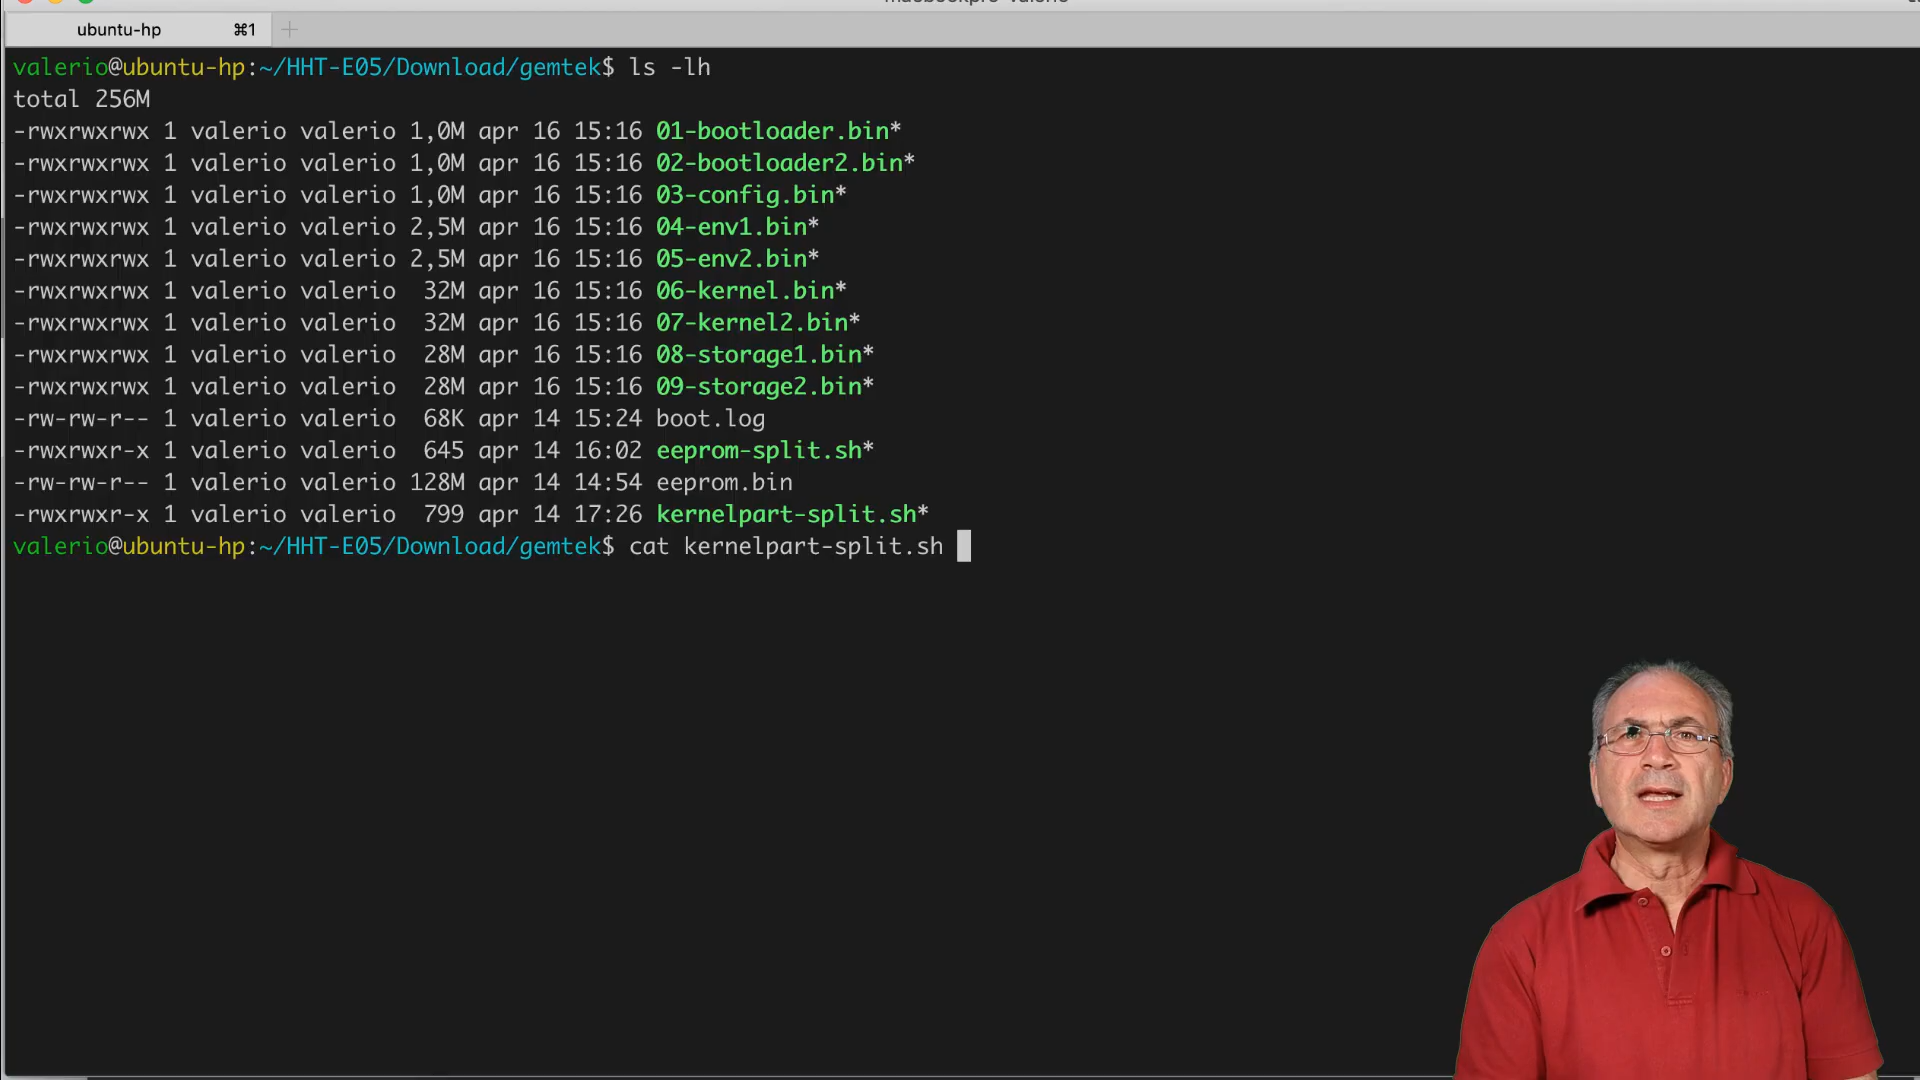 ubuntu-hp ⌘1
valerio@ubuntu-hp:~/HHT-E05/Download/gemtek$ ls -lh
total 256M
-rwxrwxrwx 1 valerio valerio 1,0M apr 16 15:16 01-bootloader.bin*
-rwxrwxrwx 1 valerio valerio 1,0M apr 16 15:16 02-bootloader2.bin*
-rwxrwxrwx 1 valerio valerio 1,0M apr 16 15:16 03-config.bin*
-rwxrwxrwx 1 valerio valerio 2,5M apr 16 15:16 04-env1.bin*
-rwxrwxrwx 1 valerio valerio 2,5M apr 16 15:16 05-env2.bin*
-rwxrwxrwx 1 valerio valerio  32M apr 16 15:16 06-kernel.bin*
-rwxrwxrwx 1 valerio valerio  32M apr 16 15:16 07-kernel2.bin*
-rwxrwxrwx 1 valerio valerio  28M apr 16 15:16 08-storage1.bin*
-rwxrwxrwx 1 valerio valerio  28M apr 16 15:16 09-storage2.bin*
-rw-rw-r-- 1 valerio valerio  68K apr 14 15:24 boot.log
-rwxrwxr-x 1 valerio valerio  645 apr 14 16:02 eeprom-split.sh*
-rw-rw-r-- 1 valerio valerio 128M apr 14 14:54 eeprom.bin
-rwxrwxr-x 1 valerio valerio  799 apr 14 17:26 kernelpart-split.sh*
valerio@ubuntu-hp:~/HHT-E05/Download/gemtek$ cat kernelpart-split.sh